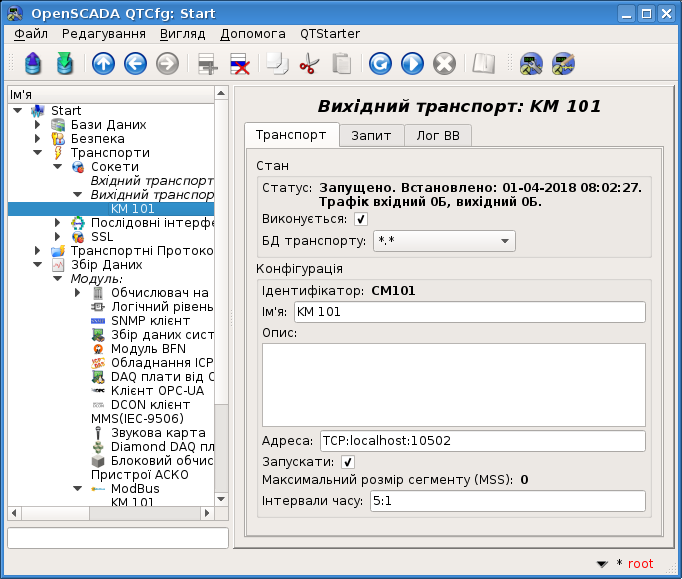 OpenSCADA QTCfg: Start
Файл Редагування Вигляд Допомога QTStarter
Ім'я
Start
Бази Даних
Безпека
Транспорти
Сокети
Вхідний транспорт
Вихідний транспор
КМ 101
Послідовні інтерфе
SSL
Транспортні Протоко
Збір Даних
Модуль:
Обчислювач на
Логічний рівень
SNMP клієнт
Збір даних сист
Модуль BFN
Обладнання ICP
DAQ плати від C
Клієнт OPC-UA
DCON клієнт
MMS(IEC-9506)
Звукова карта
Diamond DAQ пл
Блоковий обчис
Пристрої АСКО
ModBus
КМ 101
Вихідний транспорт: КМ 101
Транспорт Запит Лог ВВ
Стан
Статус: Запущено. Встановлено: 01-04-2018 08:02:27.
Трафік вхідний 0Б, вихідний 0Б.
Виконується:
БД транспорту: *.*
Конфігурація
Ідентифікатор: CM101
Ім'я: КМ 101
Опис:
Адреса: TCP:localhost:10502
Запускати:
Максимальний розмір сегменту (MSS): 0
Інтервали часу: 5:1
* root